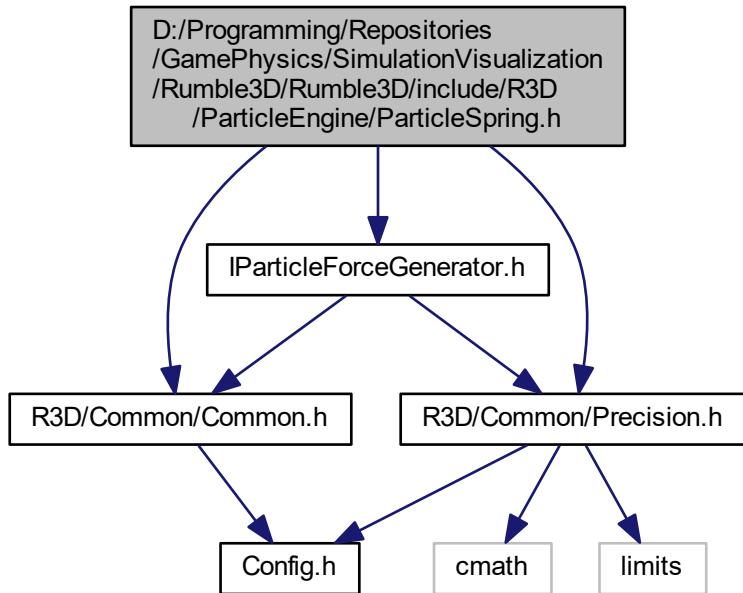 D:/Programming/Repositories
/GamePhysics/SimulationVisualization
/Rumble3D/Rumble3D/include/R3D
/ParticleEngine/ParticleSpring.h
IParticleForceGenerator.h
R3D/Common/Common.h
R3D/Common/Precision.h
Config.h
cmath
limits